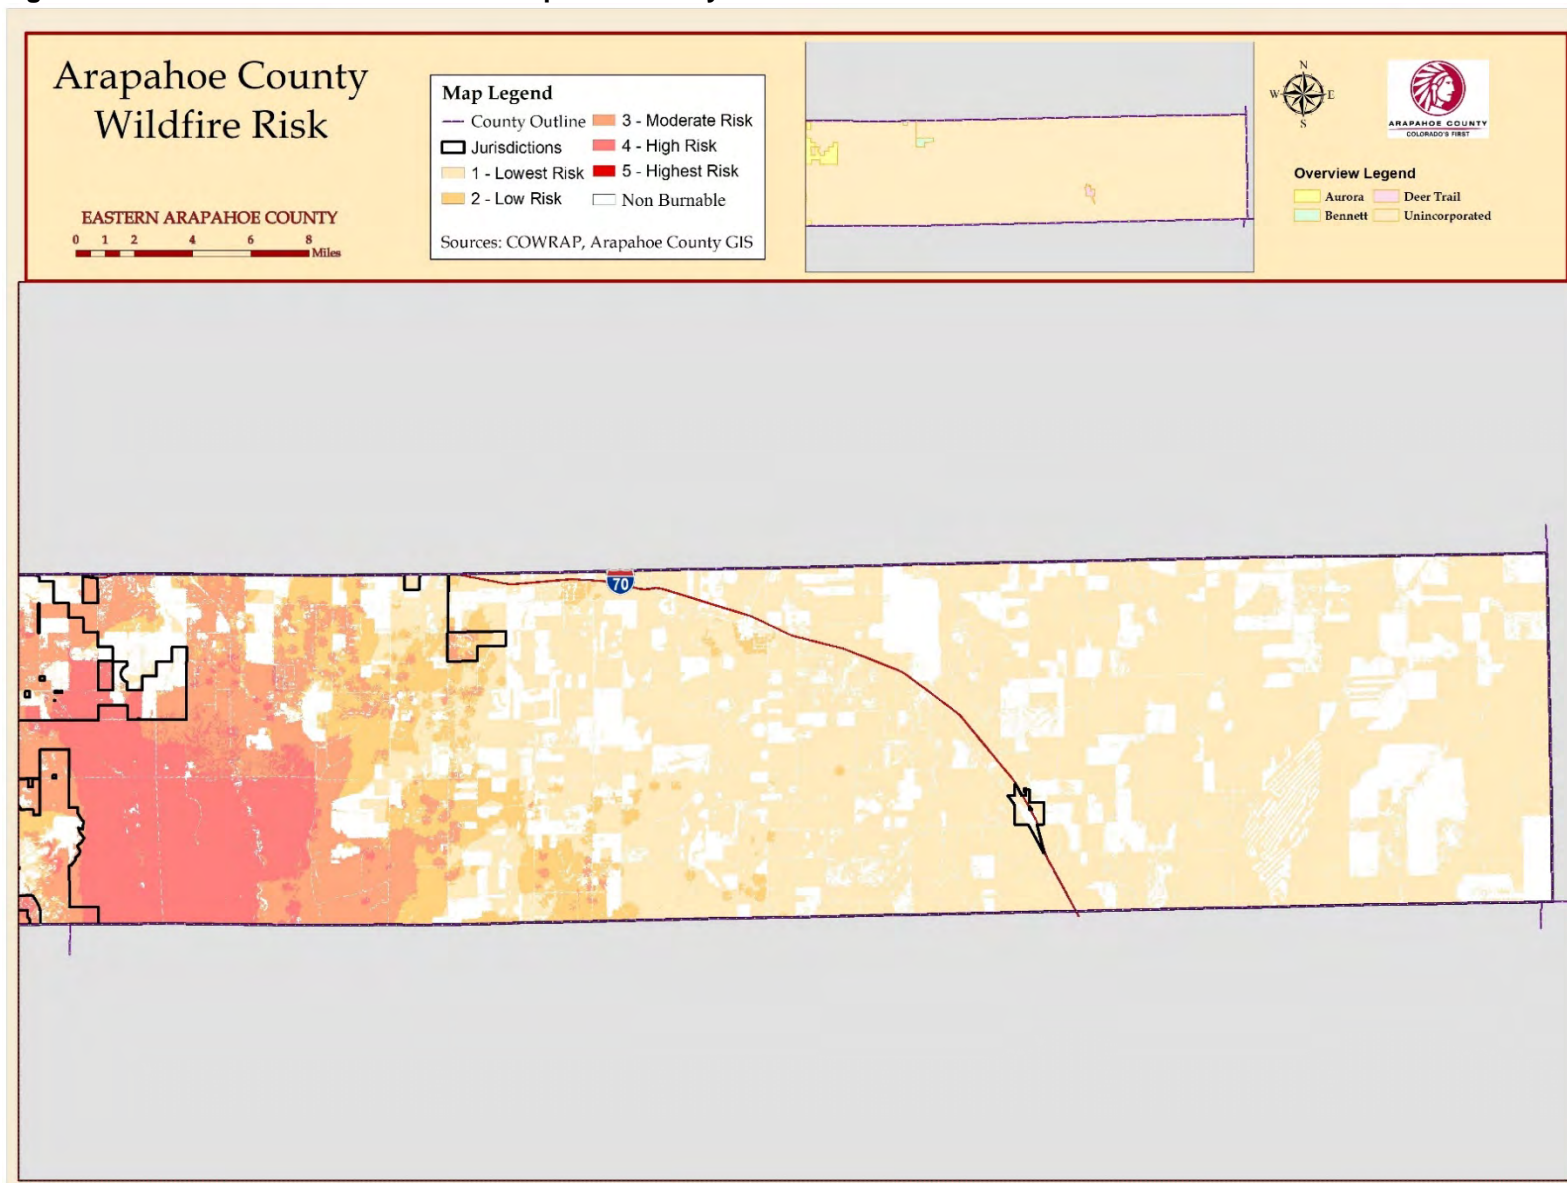 Arapahoe County
Wildfire Risk
EASTERN ARAPAHOE COUNTY
0 1 2 4 6 8
Miles
Map Legend
County Outline
Jurisdictions
1 - Lowest Risk
2 - Low Risk
3 - Moderate Risk
4 - High Risk
5 - Highest Risk
Non Burnable
Sources: COWRAP, Arapahoe County GIS
N
W E
S
ARAPAHOE COUNTY
COLORADO'S FIRST
Overview Legend
Aurora
Bennett
Deer Trail
Unincorporated
70